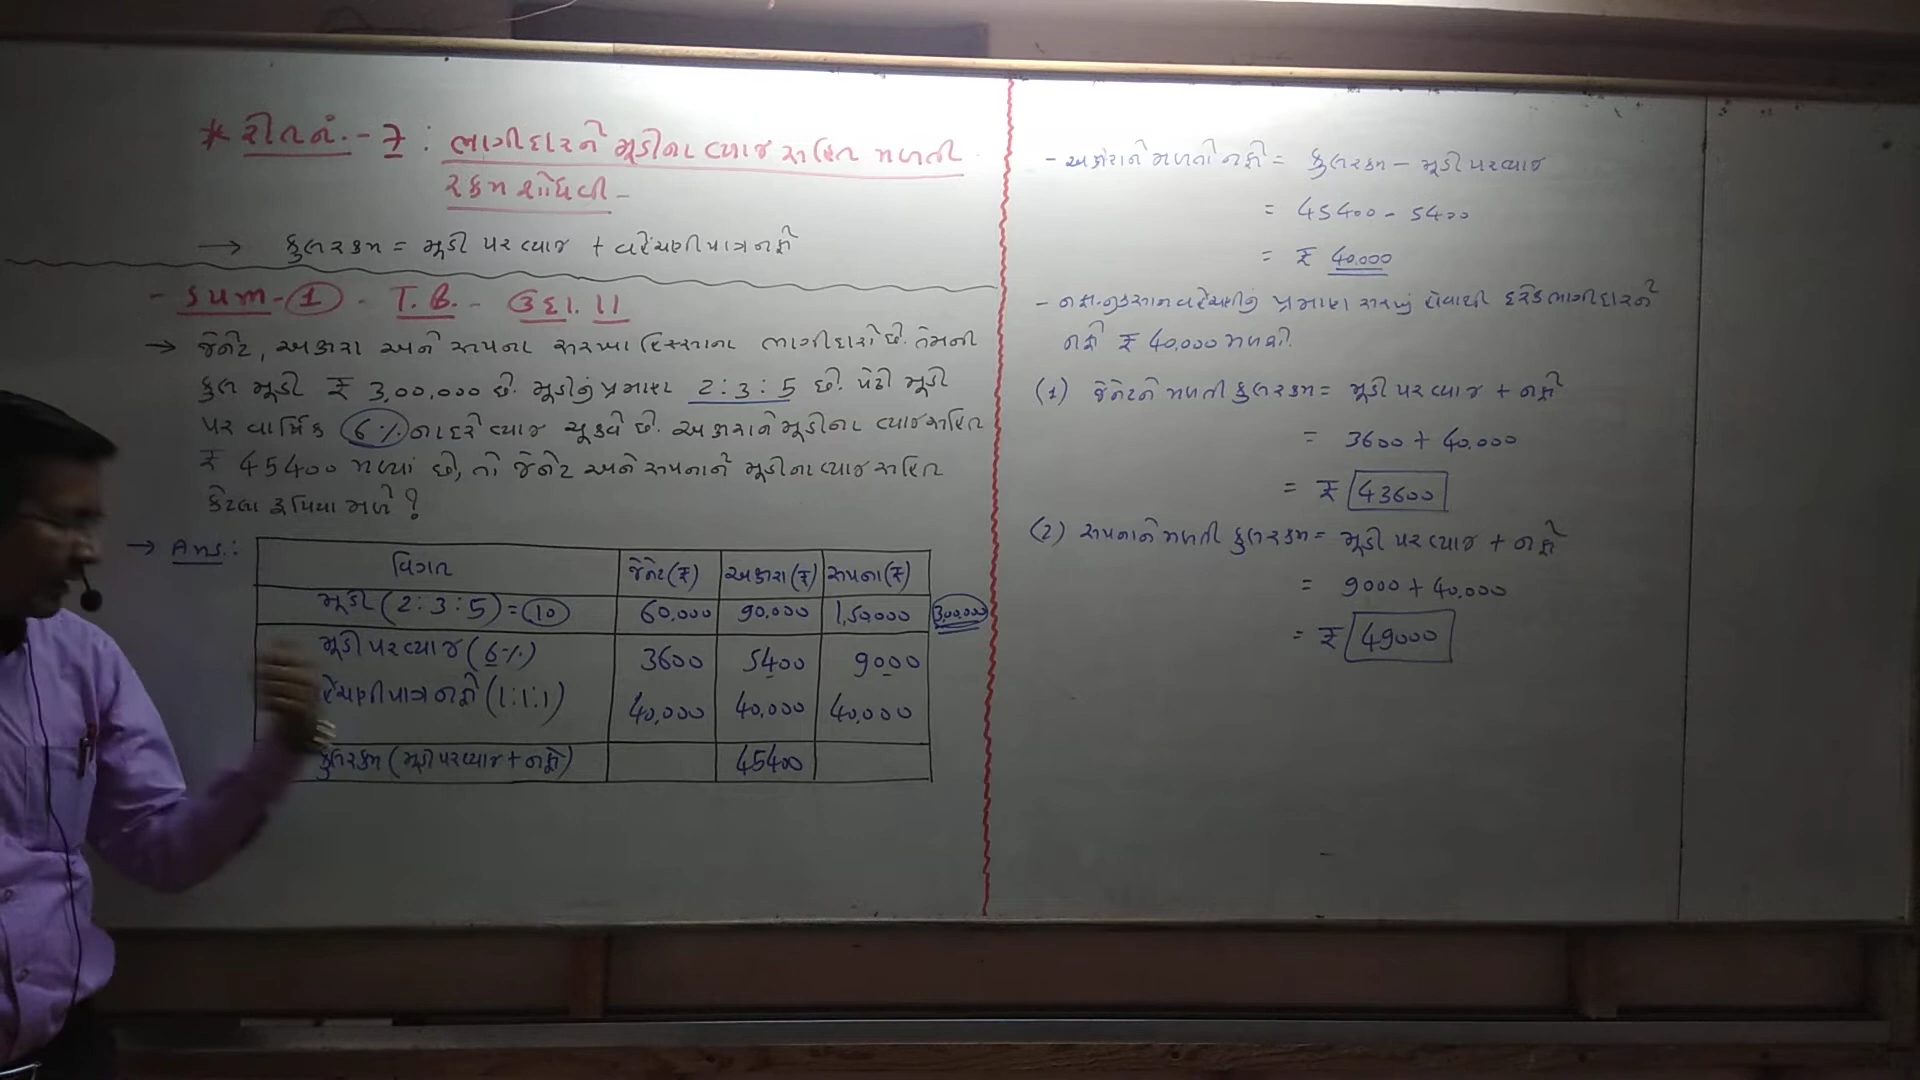 * રીત નં. - 7 : ભાગીદારને મૂડીના વ્યાજ સહિત મળતી
રકમ શોધવી -
→ કુલ રકમ = મૂડી પર વ્યાજ + વહેંચણીપાત્ર નફો
- Sum - ① - T.B. - ઉદા. 11
→ જેનેટ, અકારા અને સપના સરખા હિસ્સાના ભાગીદારો છે. તેમની
કુલ મૂડી ₹ 3,00,000 છે. મૂડીનું પ્રમાણ 2 : 3 : 5 છે. પેઢી મૂડી
પર વાર્ષિક 6 % ના દરે વ્યાજ ચૂકવે છે. અકારાને મૂડીના વ્યાજ સહિત
₹ 45400 મળ્યાં છે, તો જેનેટ અને સપનાને મૂડીના વ્યાજ સહિત
કેટલા રૂપિયા મળે ?
→ Ans. :
વિગત જેનેટ (₹) અકારા (₹) સપના (₹)
મૂડી (2 : 3 : 5) = 10 60,000 90,000 1,50,000 3,00,000
મૂડી પર વ્યાજ (6 %) 3600 5400 9000
હેંચણીપાત્ર નફો (1:1:1) 40,000 40,000 40,000
કુલ રકમ (મૂડી પર વ્યાજ + નફો) 45400
- અકારાને મળતો નફો = કુલ રકમ - મૂડી પર વ્યાજ
= 45400 - 5400
= ₹ 40,000
- નફા-નુકસાન વહેંચણીનું પ્રમાણ સરખું હોવાથી દરેક ભાગીદારને
નફો ₹ 40,000 મળશે.
(1) જેનેટને મળતી કુલ રકમ = મૂડી પર વ્યાજ + નફો
= 3600 + 40,000
= ₹ 43600
(2) સપનાને મળતી કુલ રકમ = મૂડી પર વ્યાજ + નફો
= 9000 + 40,000
= ₹ 49000